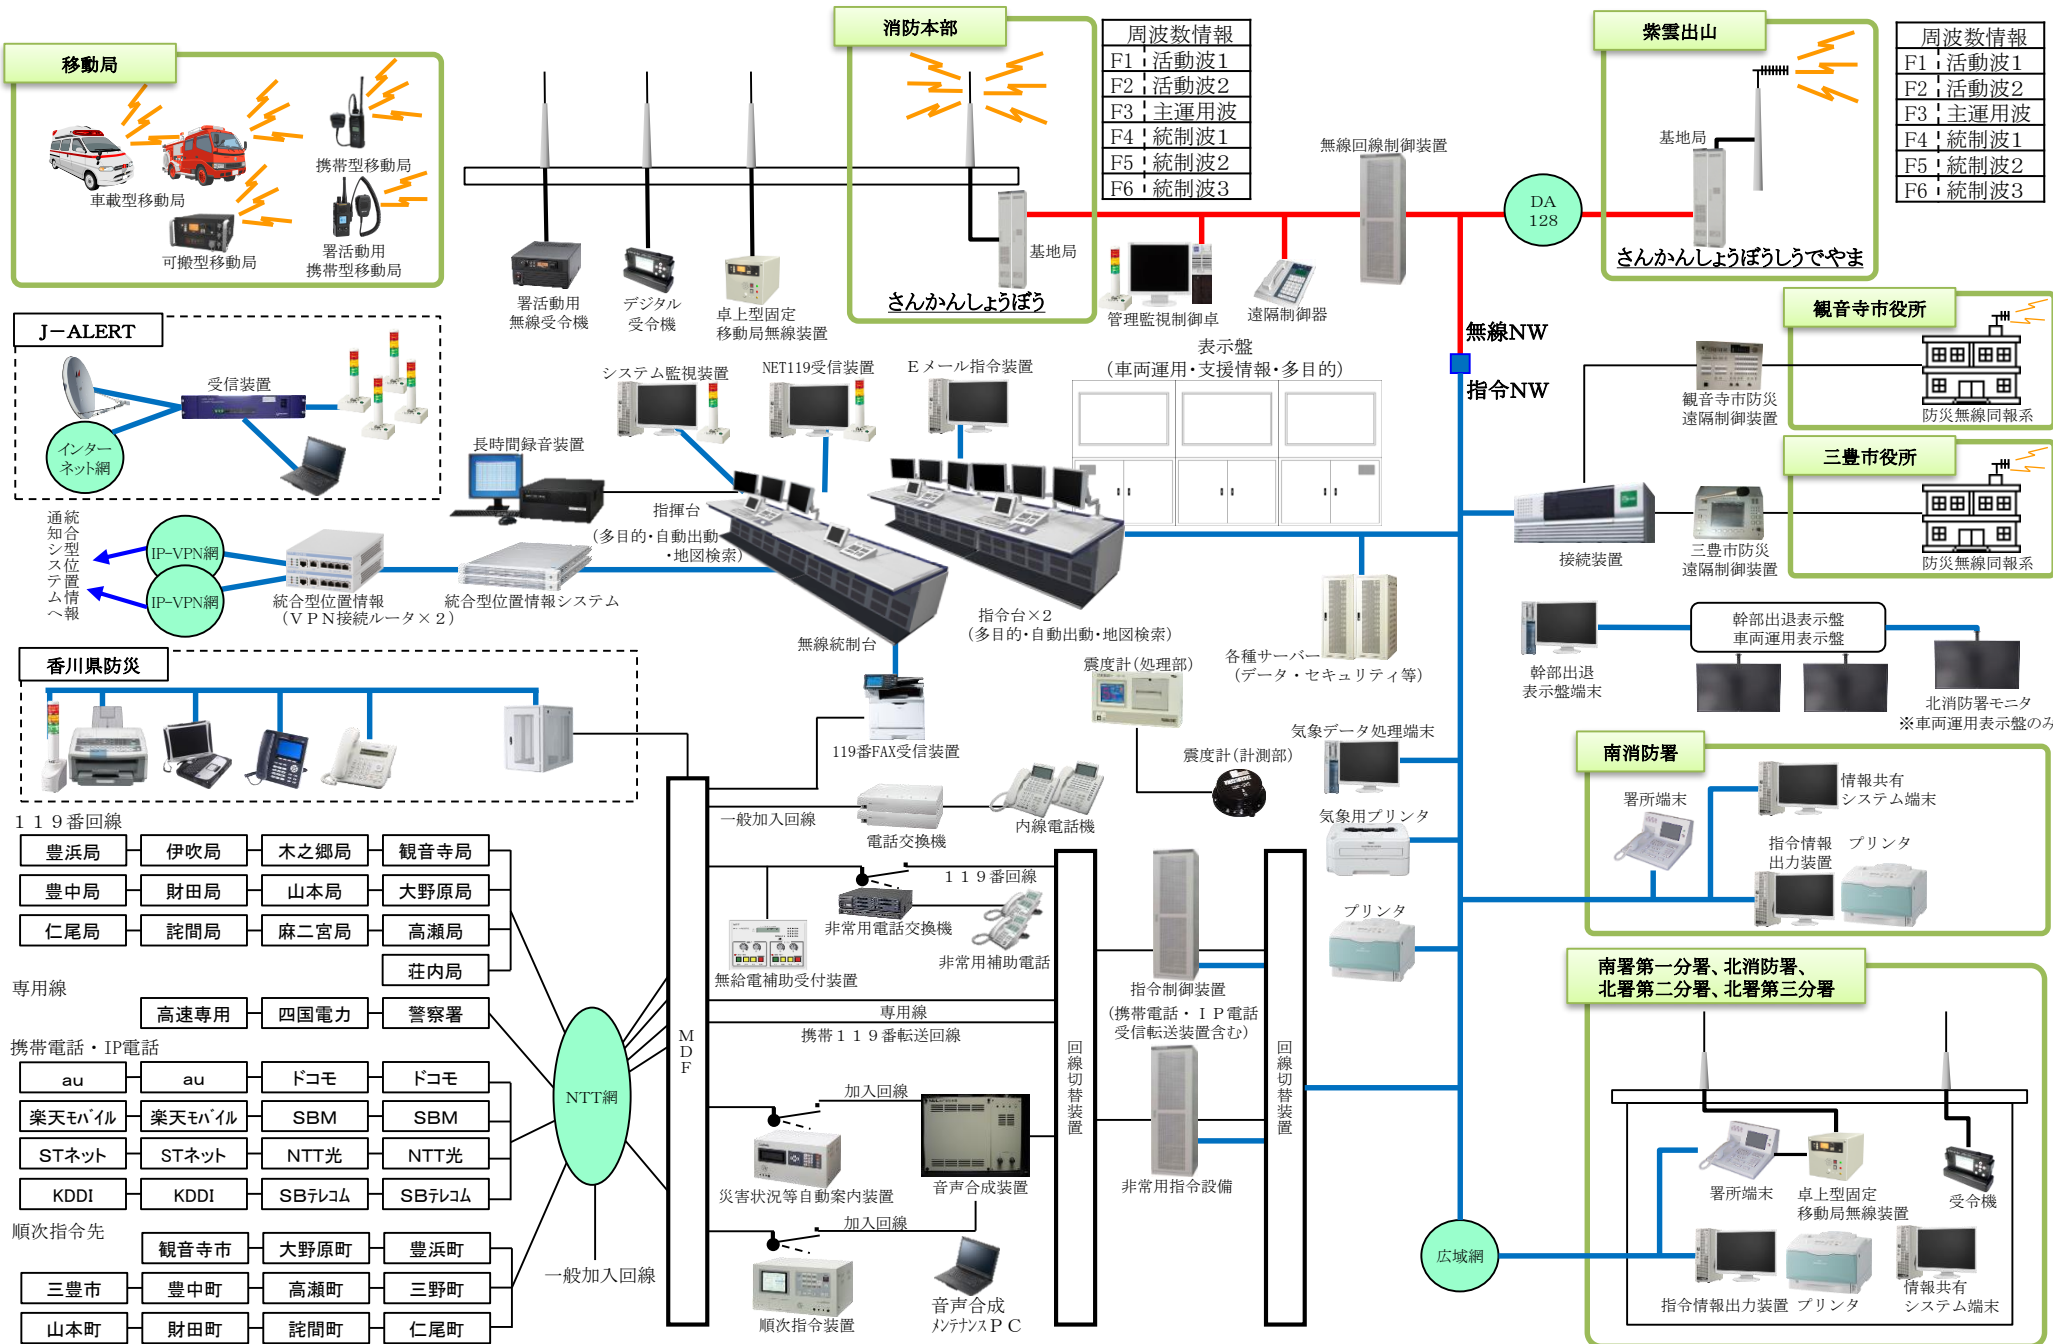 移動局
車載型移動局
携帯型移動局
可搬型移動局
署活動用
携帯型移動局
消防本部
基地局
さんかんしょうぼう
周波数情報
F1 活動波1
F2 活動波2
F3 主運用波
F4 統制波1
F5 統制波2
F6 統制波3
無線回線制御装置
DA
128
紫雲出山
基地局
さんかんしょうぼうしうでやま
周波数情報
F1 活動波1
F2 活動波2
F3 主運用波
F4 統制波1
F5 統制波2
F6 統制波3
署活動用
無線受令機
デジタル
受令機
卓上型固定
移動局無線装置
管理監視制御卓
遠隔制御器
無線NW
指令NW
J-ALERT
受信装置
インター
ネット網
システム監視装置
NET119受信装置
Eメール指令装置
表示盤
(車両運用・支援情報・多目的)
長時間録音装置
指揮台
(多目的・自動出動
・地図検索)
統合型位置情報
通知システムへ
IP-VPN網
IP-VPN網
統合型位置情報
(VPN接続ルータ×2)
統合型位置情報システム
無線統制台
指令台×2
(多目的・自動出動・地図検索)
各種サーバー
(データ・セキュリティ等)
観音寺市役所
観音寺市防災
遠隔制御装置
防災無線同報系
三豊市役所
接続装置
三豊市防災
遠隔制御装置
防災無線同報系
幹部出退
表示盤端末
幹部出退表示盤
車両運用表示盤
北消防署モニタ
※車両運用表示盤のみ
香川県防災
119番FAX受信装置
震度計(処理部)
震度計(計測部)
気象データ処理端末
気象用プリンタ
プリンタ
南消防署
署所端末
情報共有
システム端末
指令情報
出力装置
プリンタ
一般加入回線
電話交換機
内線電話機
119番回線
非常用電話交換機
無給電補助受付装置
非常用補助電話
専用線
携帯119番転送回線
MDF
回線切替装置
指令制御装置
(携帯電話・IP電話
受信転送装置含む)
非常用指令設備
回線切替装置
加入回線
災害状況等自動案内装置
音声合成装置
加入回線
順次指令装置
音声合成
メンテナンスPC
119番回線
豊浜局 伊吹局 木之郷局 観音寺局
豊中局 財田局 山本局 大野原局
仁尾局 詫間局 麻二宮局 高瀬局
荘内局
専用線
高速専用 四国電力 警察署
携帯電話・IP電話
au au ドコモ ドコモ
楽天モバイル 楽天モバイル SBM SBM
STネット STネット NTT光 NTT光
KDDI KDDI SBテレコム SBテレコム
順次指令先
観音寺市 大野原町 豊浜町
三豊市 豊中町 高瀬町 三野町
山本町 財田町 詫間町 仁尾町
NTT網
一般加入回線
広域網
南署第一分署、北消防署、
北署第二分署、北署第三分署
署所端末
卓上型固定
移動局無線装置
受令機
指令情報出力装置
プリンタ
情報共有
システム端末